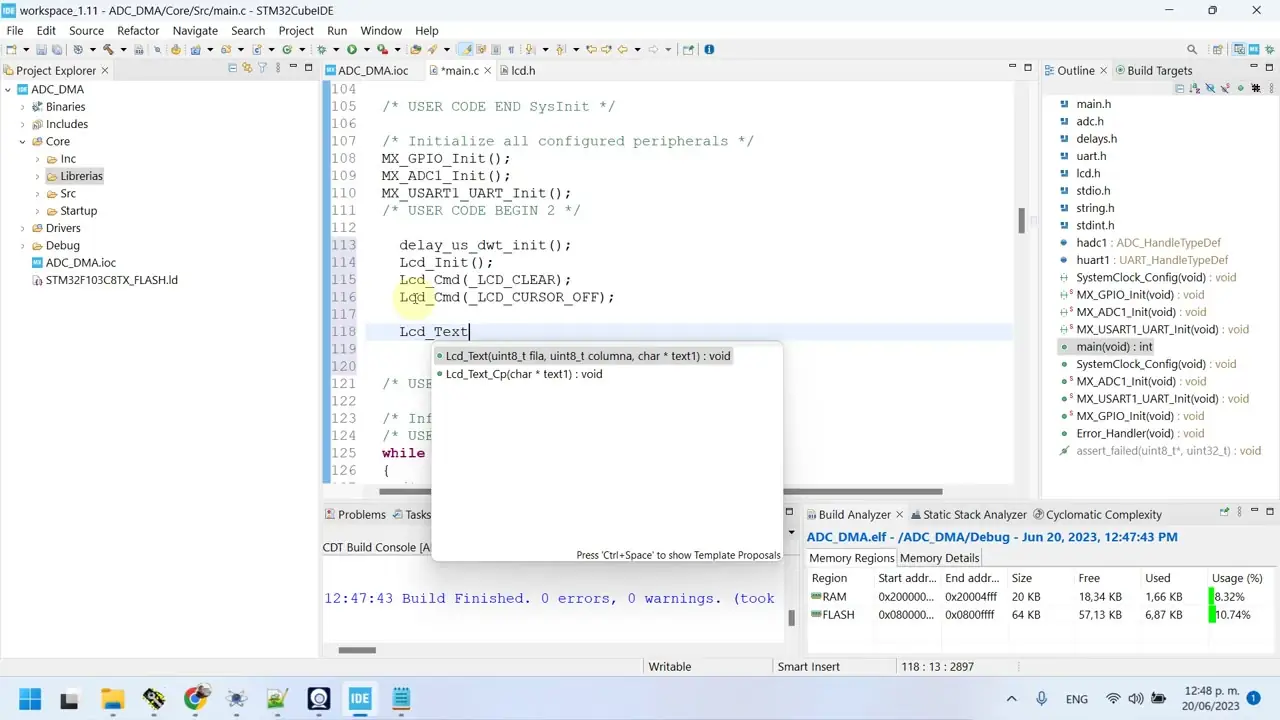 workspace_1.11 - ADC_DMA/Core/Src/main.c - STM32CubeIDE
File Edit Source Refactor Navigate Search Project Run Window Help
Project Explorer
ADC_DMA
Binaries
Includes
Core
Inc
Librerias
Src
Startup
Drivers
Debug
ADC_DMA.ioc
STM32F103C8TX_FLASH.ld
ADC_DMA.ioc *main.c lcd.h
104
105 /* USER CODE END SysInit */
106
107 /* Initialize all configured peripherals */
108 MX_GPIO_Init();
109 MX_ADC1_Init();
110 MX_USART1_UART_Init();
111 /* USER CODE BEGIN 2 */
112
113 delay_us_dwt_init();
114 Lcd_Init();
115 Lcd_Cmd(_LCD_CLEAR);
116 Lcd_Cmd(_LCD_CURSOR_OFF);
117
118 Lcd_Text
119
120
121 /* USE
122
123 /* Inf
124 /* USE
125 while
126 {
Lcd_Text(uint8_t fila, uint8_t columna, char * text1) : void
Lcd_Text_Cp(char * text1) : void
Press 'Ctrl+Space' to show Template Proposals
Outline Build Targets
main.h
adc.h
delays.h
uart.h
lcd.h
stdio.h
string.h
stdint.h
hadc1 : ADC_HandleTypeDef
huart1 : UART_HandleTypeDef
SystemClock_Config(void) : void
MX_GPIO_Init(void) : void
MX_ADC1_Init(void) : void
MX_USART1_UART_Init(void) : void
main(void) : int
SystemClock_Config(void) : void
MX_ADC1_Init(void) : void
MX_USART1_UART_Init(void) : void
MX_GPIO_Init(void) : void
Error_Handler(void) : void
assert_failed(uint8_t*, uint32_t) : void
Problems Tasks
CDT Build Console [A
12:47:43 Build Finished. 0 errors, 0 warnings. (took
Build Analyzer Static Stack Analyzer Cyclomatic Complexity
ADC_DMA.elf - /ADC_DMA/Debug - Jun 20, 2023, 12:47:43 PM
Memory Regions Memory Details
Region Start addr... End addr... Size Free Used Usage (%)
RAM 0x200000... 0x20004fff 20 KB 18,34 KB 1,66 KB 8.32%
FLASH 0x080000... 0x0800ffff 64 KB 57,13 KB 6,87 KB 10.74%
Writable Smart Insert 118 : 13 : 2897
IDE ENG 12:48 p. m.
20/06/2023 1